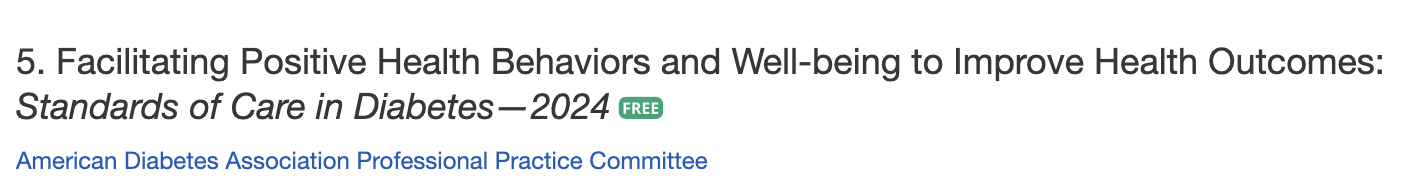 5. Facilitating Positive Health Behaviors and Well-being to Improve Health Outcomes:
Standards of Care in Diabetes—2024 FREE
American Diabetes Association Professional Practice Committee